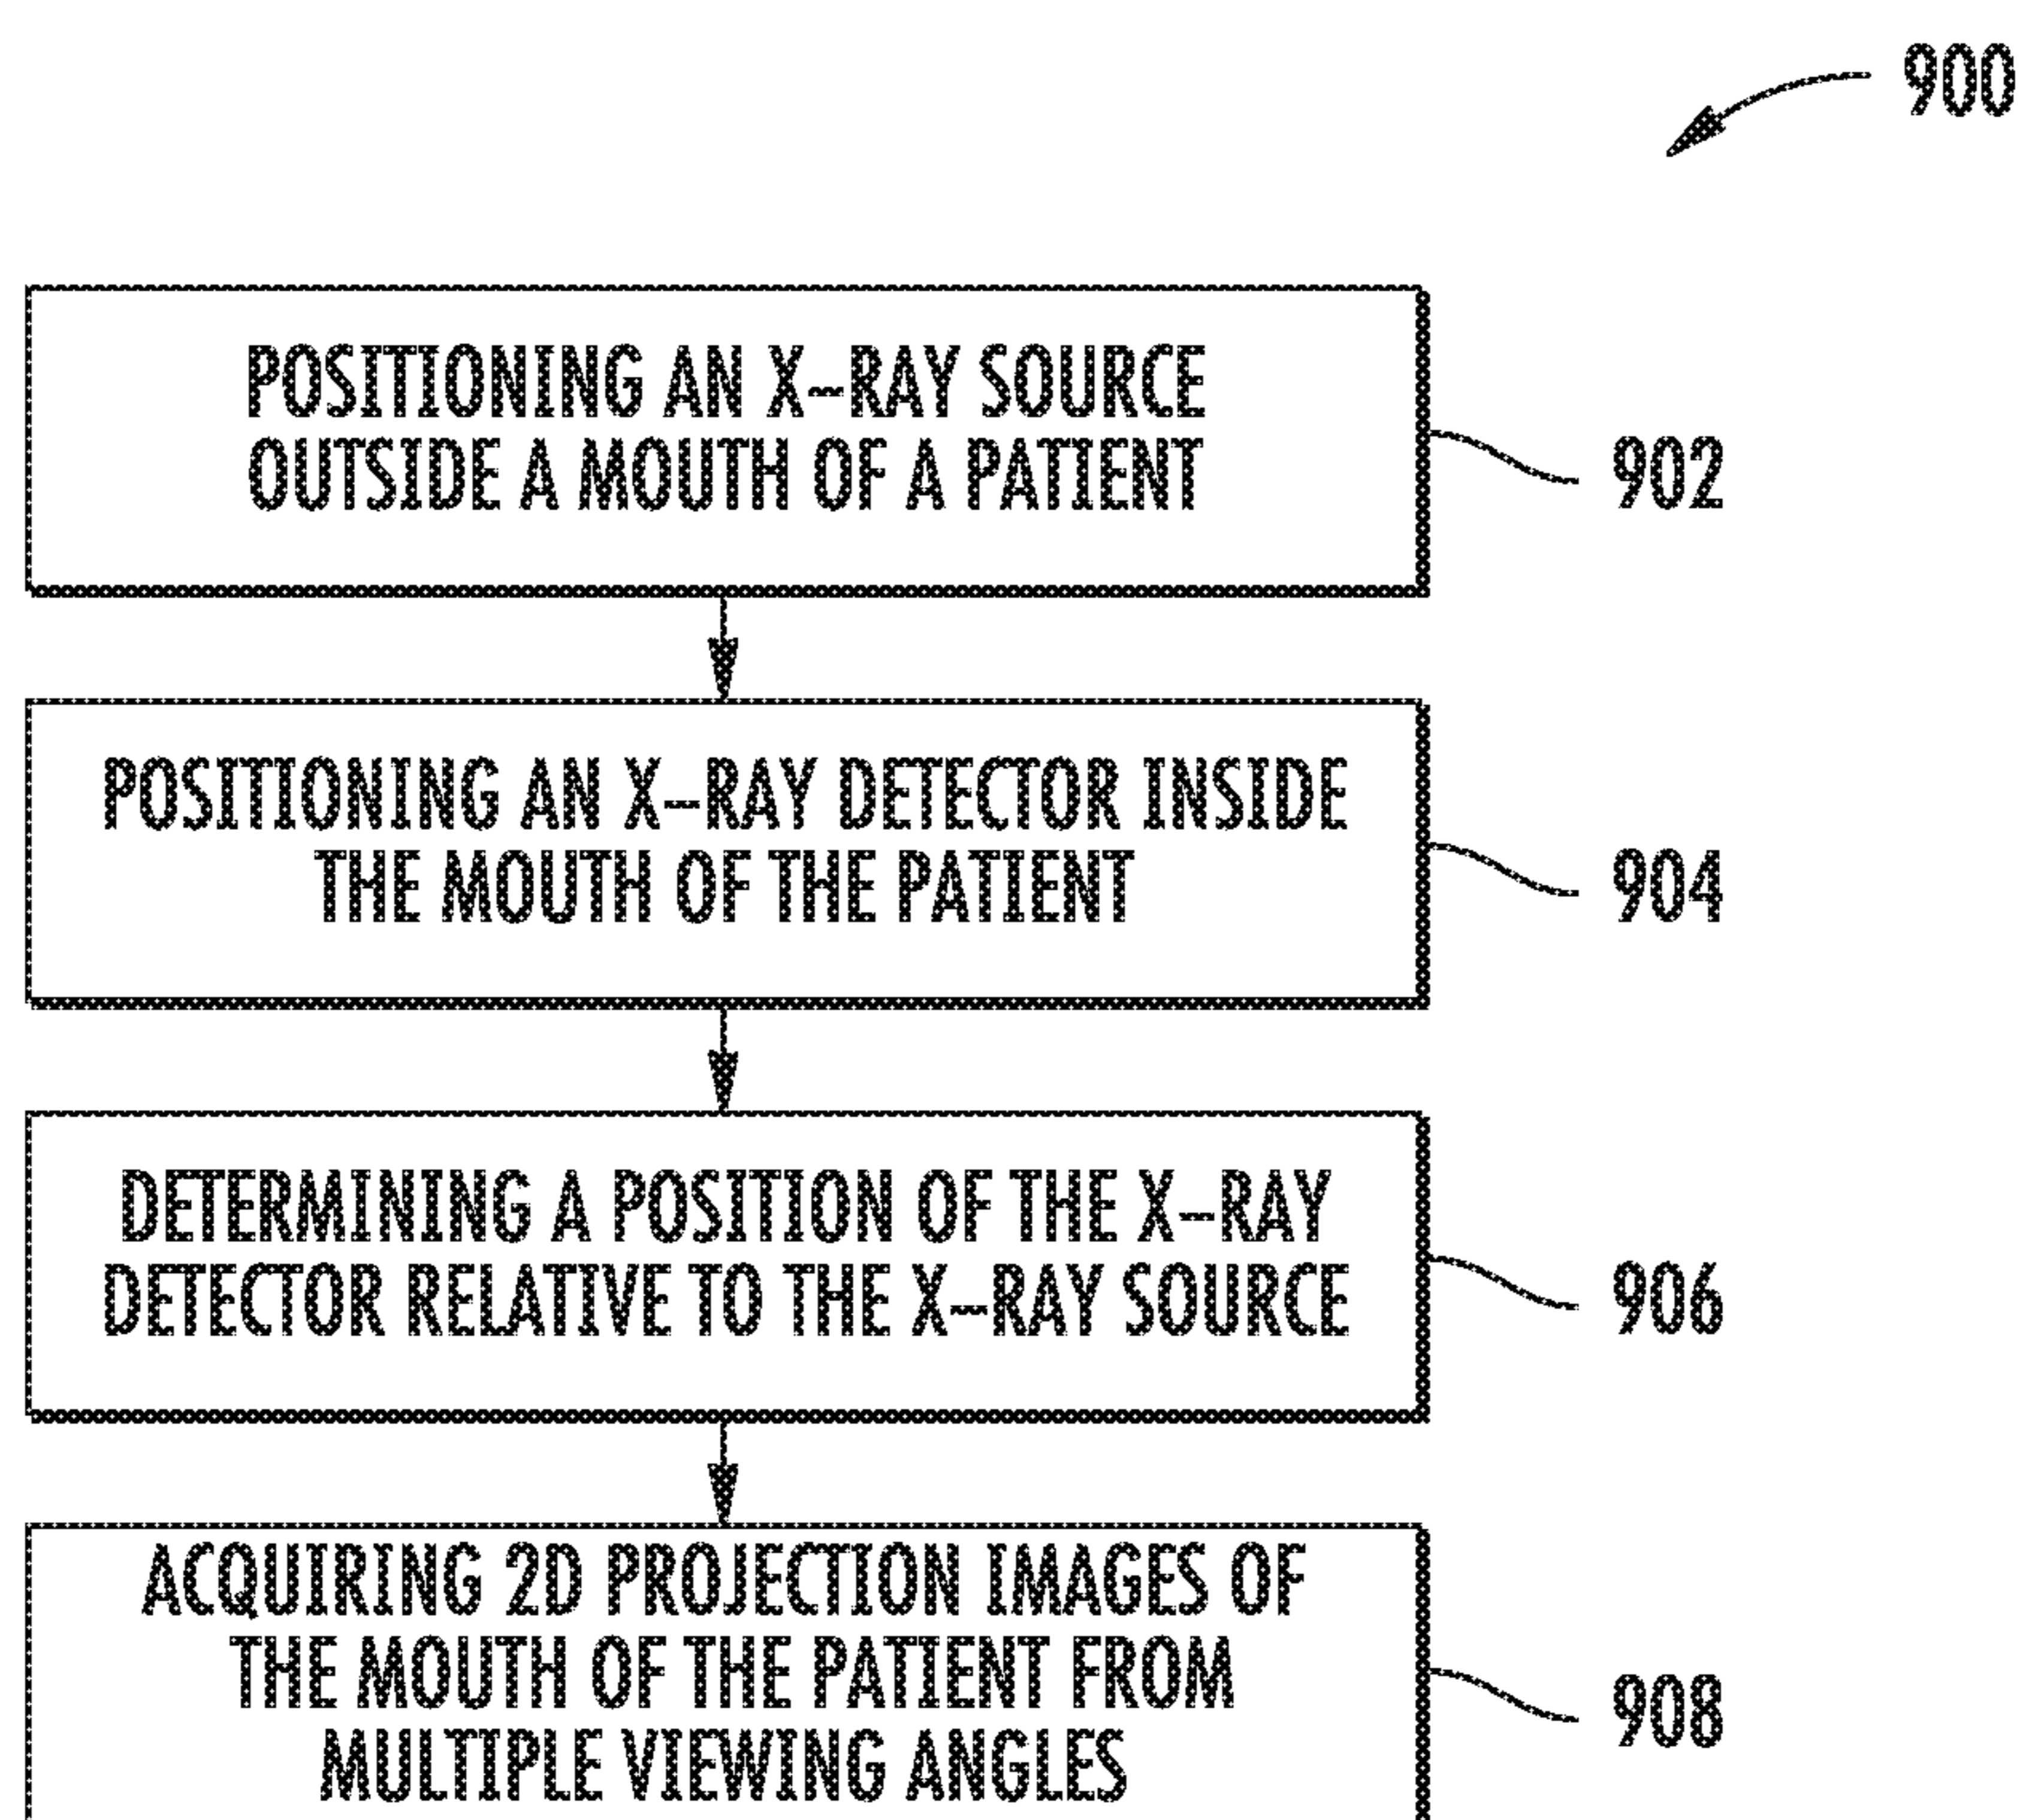 900
POSITIONING AN X-RAY SOURCE
OUTSIDE A MOUTH OF A PATIENT
902
POSITIONING AN X-RAY DETECTOR INSIDE
THE MOUTH OF THE PATIENT
904
DETERMINING A POSITION OF THE X-RAY
DETECTOR RELATIVE TO THE X-RAY SOURCE
906
ACQUIRING 2D PROJECTION IMAGES OF
THE MOUTH OF THE PATIENT FROM
MULTIPLE VIEWING ANGLES
908